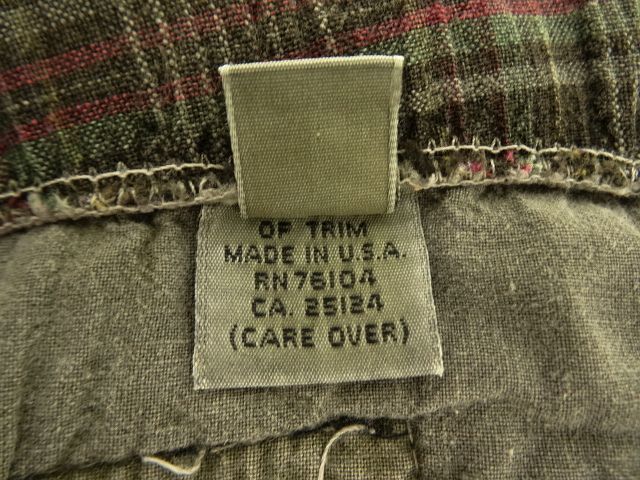 OF TRIM
MADE IN U.S.A.
RN 76104
CA. 25124
(CARE OVER)